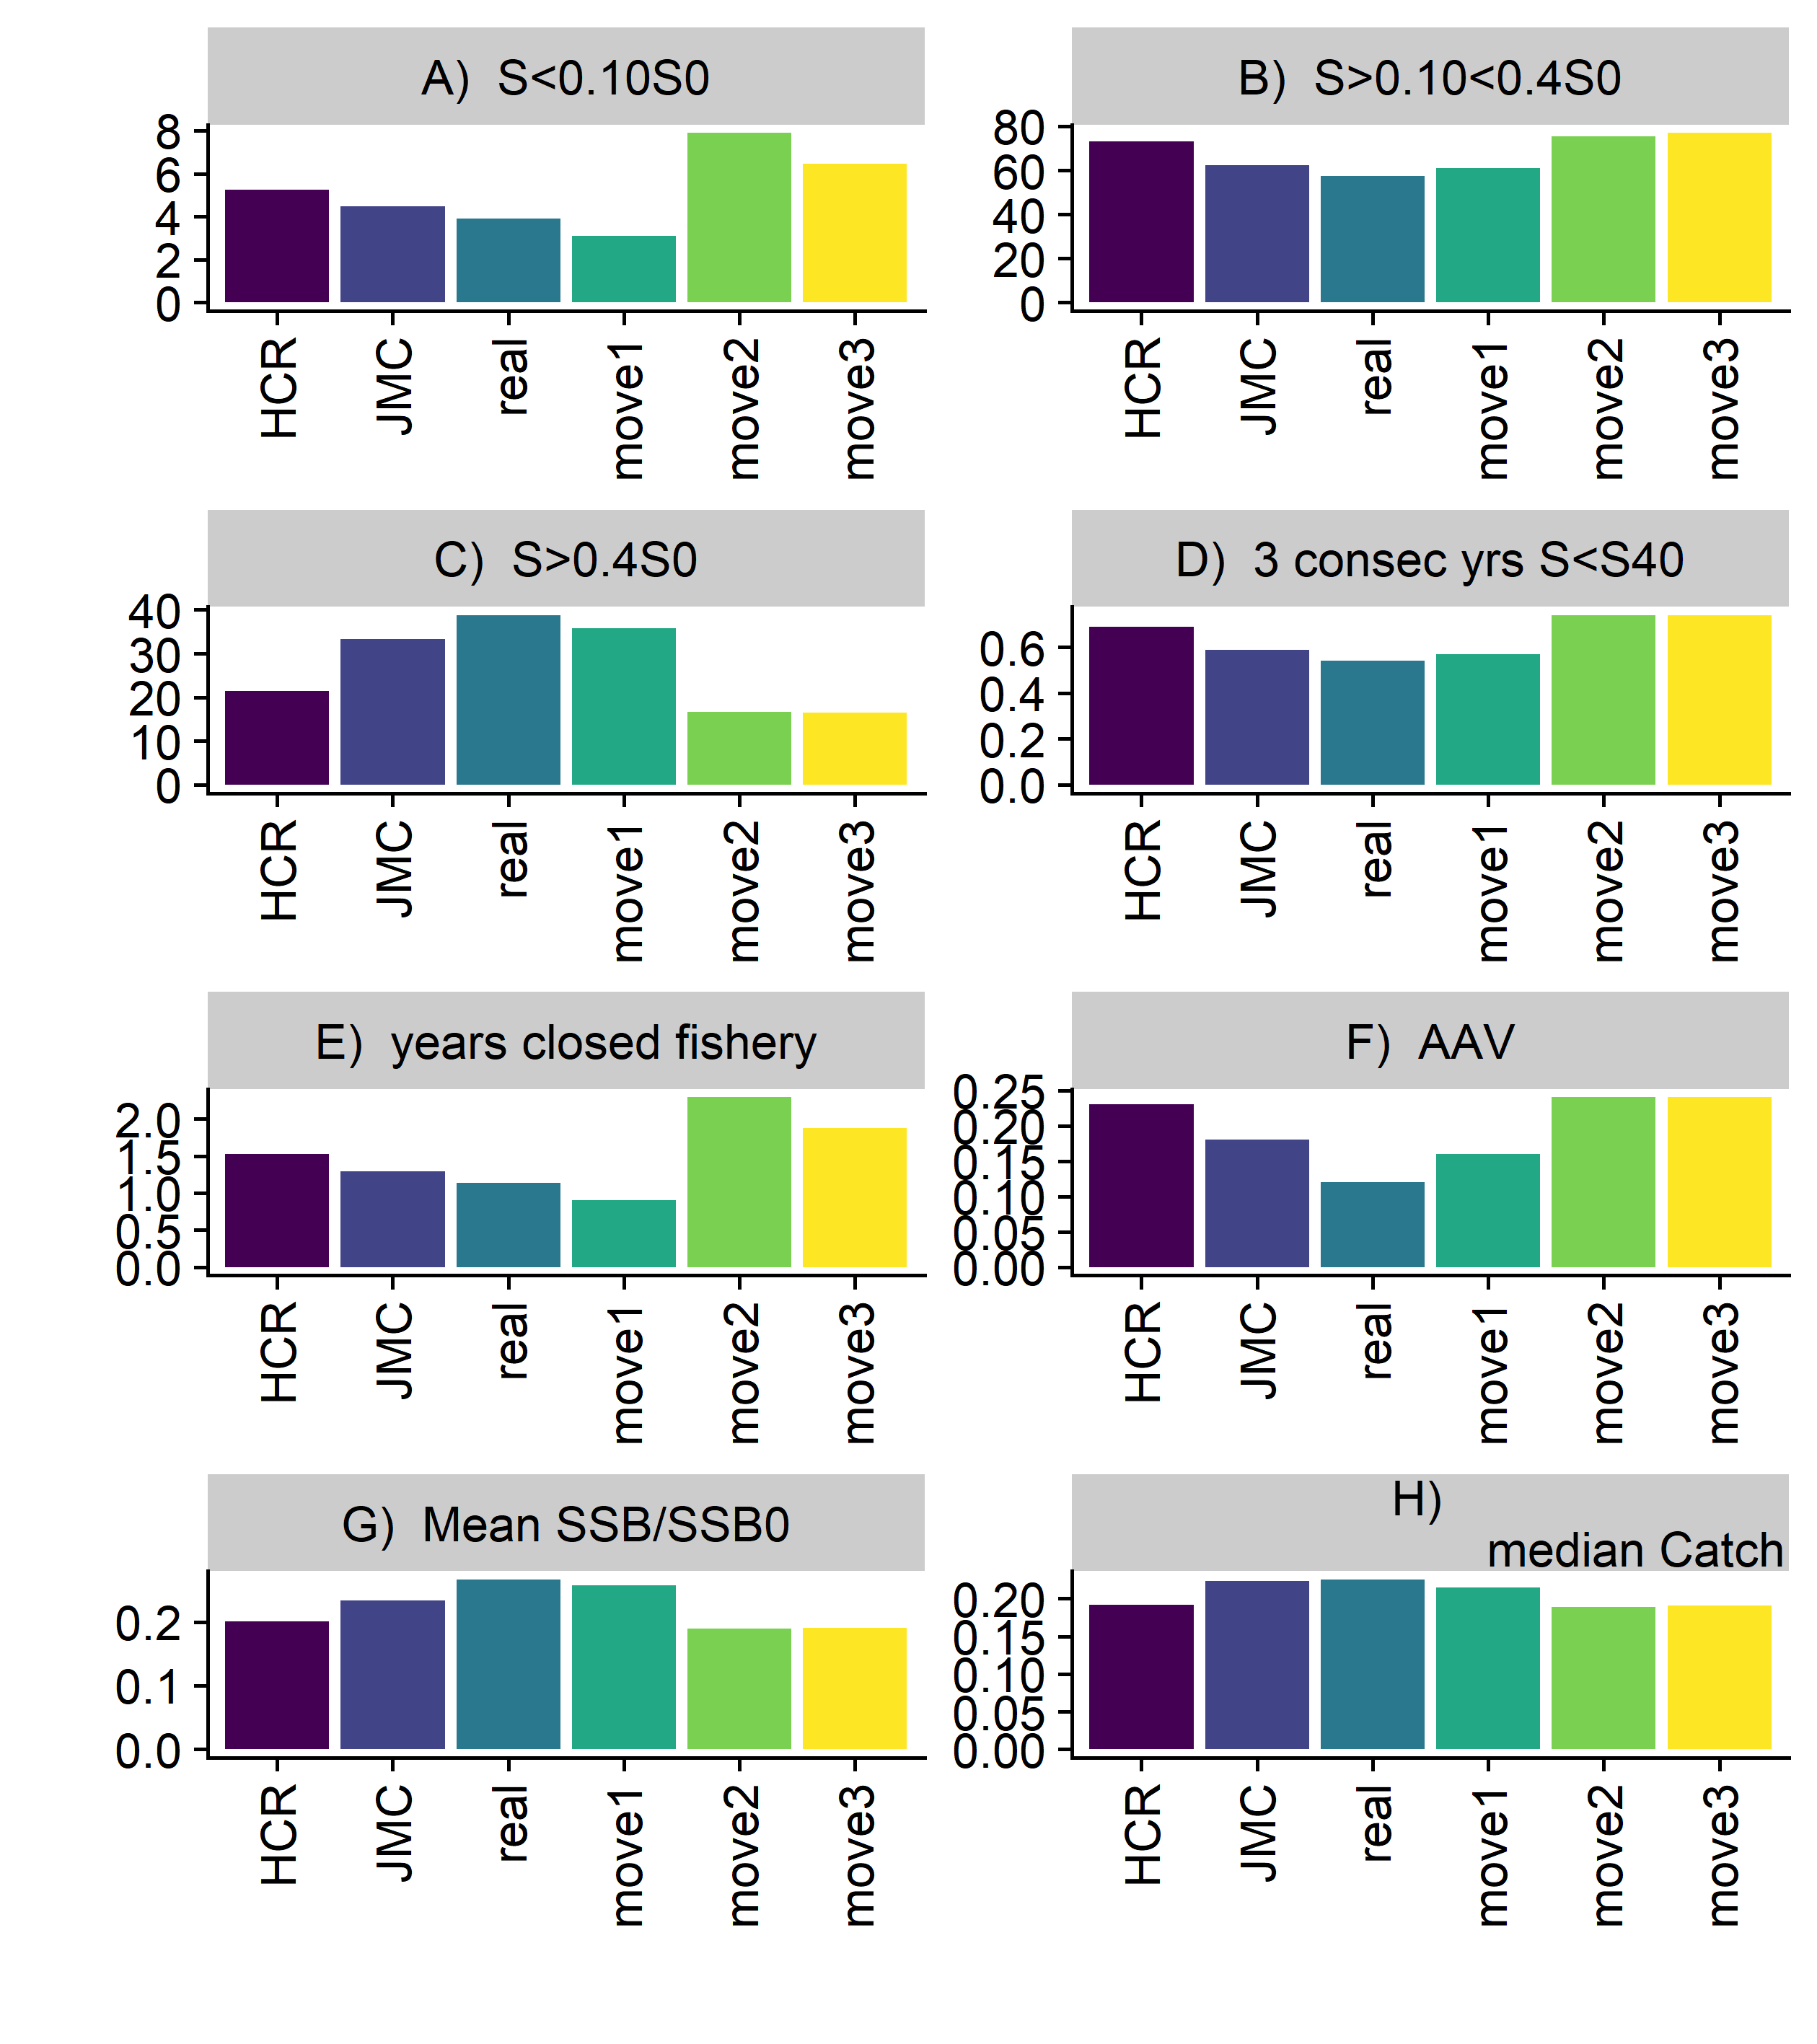 A)  S<0.10S0
8
6
4
2
0
HCR
JMC
real
move1
move2
move3
B)  S>0.10<0.4S0
80
60
40
20
0
HCR
JMC
real
move1
move2
move3
C)  S>0.4S0
40
30
20
10
0
HCR
JMC
real
move1
move2
move3
D)  3 consec yrs S<S40
0.6
0.4
0.2
0.0
HCR
JMC
real
move1
move2
move3
E)  years closed fishery
2.0
1.5
1.0
0.5
0.0
HCR
JMC
real
move1
move2
move3
F)  AAV
0.25
0.20
0.15
0.10
0.05
0.00
HCR
JMC
real
move1
move2
move3
G)  Mean SSB/SSB0
0.2
0.1
0.0
HCR
JMC
real
move1
move2
move3
H)
median Catch
0.20
0.15
0.10
0.05
0.00
HCR
JMC
real
move1
move2
move3